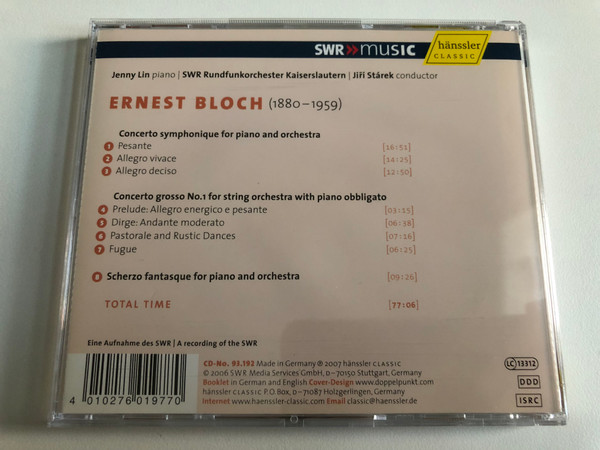 SWR»music
hänssler
CLASSIC
Jenny Lin piano | SWR Rundfunkorchester Kaiserslautern | Jiří Stárek conductor
ERNEST BLOCH (1880–1959)
Concerto symphonique for piano and orchestra
1 Pesante [16:51]
2 Allegro vivace [14:25]
3 Allegro deciso [12:50]
Concerto grosso No.1 for string orchestra with piano obbligato
4 Prelude: Allegro energico e pesante [03:15]
5 Dirge: Andante moderato [06:38]
6 Pastorale and Rustic Dances [07:16]
7 Fugue [06:25]
8 Scherzo fantasque for piano and orchestra [09:26]
TOTAL TIME [77:06]
Eine Aufnahme des SWR | A recording of the SWR
CD-No. 93.192 Made in Germany ℗ 2007 hänssler CLASSIC
© 2006 SWR Media Services GmbH, D–70150 Stuttgart, Germany
Booklet in German and English Cover-Design www.doppelpunkt.com
hänssler CLASSIC P.O. Box, D–71087 Holzgerlingen, Germany
Internet www.haenssler-classic.com Email classic@haenssler.de
4 010276 019770
LC 13312
DDD
ISRC